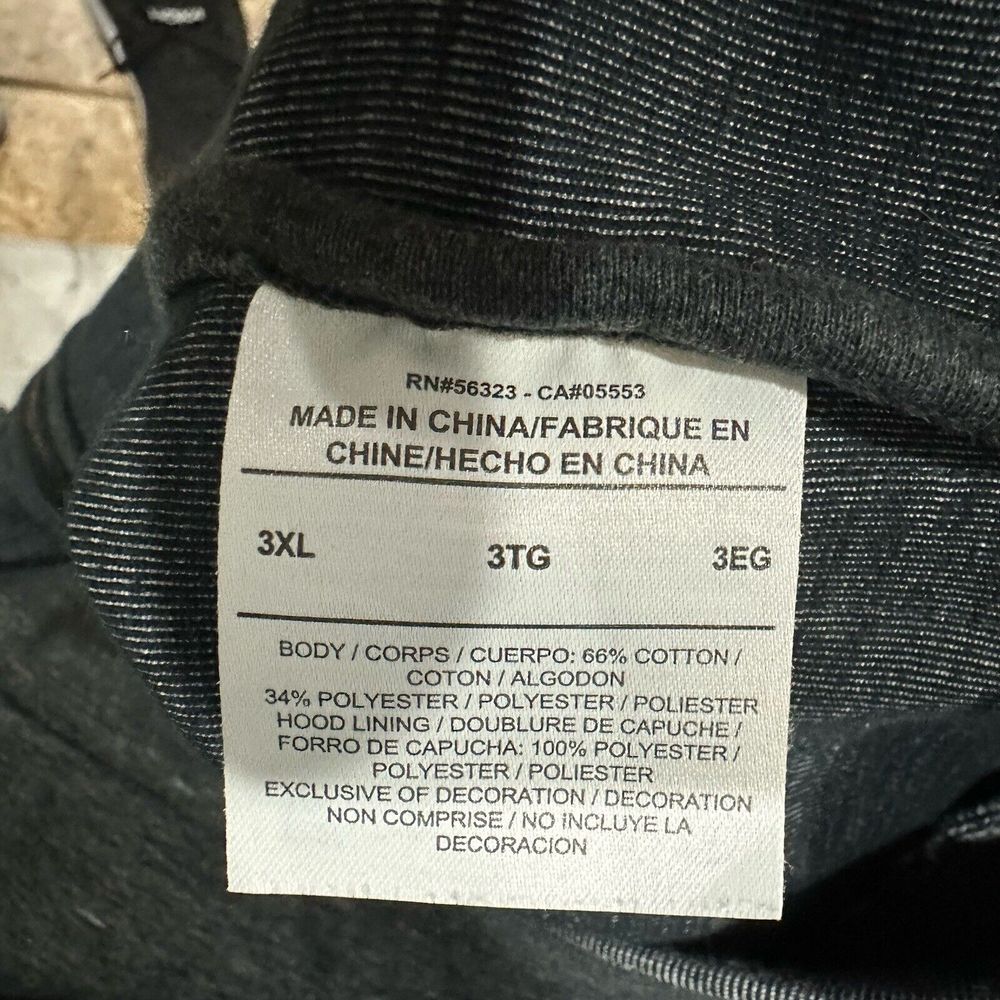 RN#56323 - CA#05553
MADE IN CHINA/FABRIQUE EN
CHINE/HECHO EN CHINA
3XL 3TG 3EG
BODY / CORPS / CUERPO: 66% COTTON /
COTON / ALGODON
34% POLYESTER / POLYESTER / POLIESTER
HOOD LINING / DOUBLURE DE CAPUCHE /
FORRO DE CAPUCHA: 100% POLYESTER /
POLYESTER / POLIESTER
EXCLUSIVE OF DECORATION / DECORATION
NON COMPRISE / NO INCLUYE LA
DECORACION